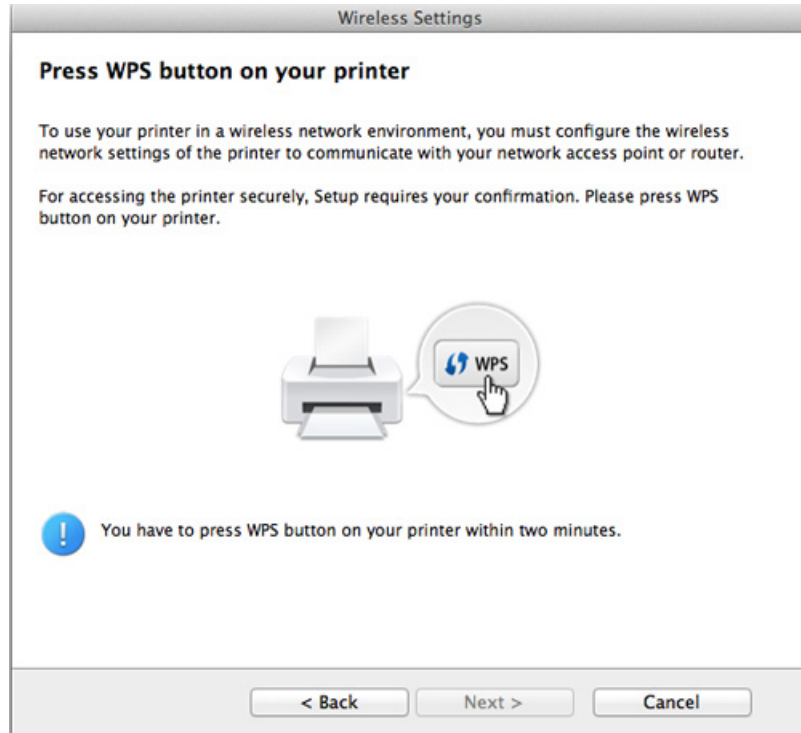 Wireless Settings
Press WPS button on your printer
To use your printer in a wireless network environment, you must configure the wireless
network settings of the printer to communicate with your network access point or router.
For accessing the printer securely, Setup requires your confirmation. Please press WPS
button on your printer.
WPS
You have to press WPS button on your printer within two minutes.
< Back Next > Cancel